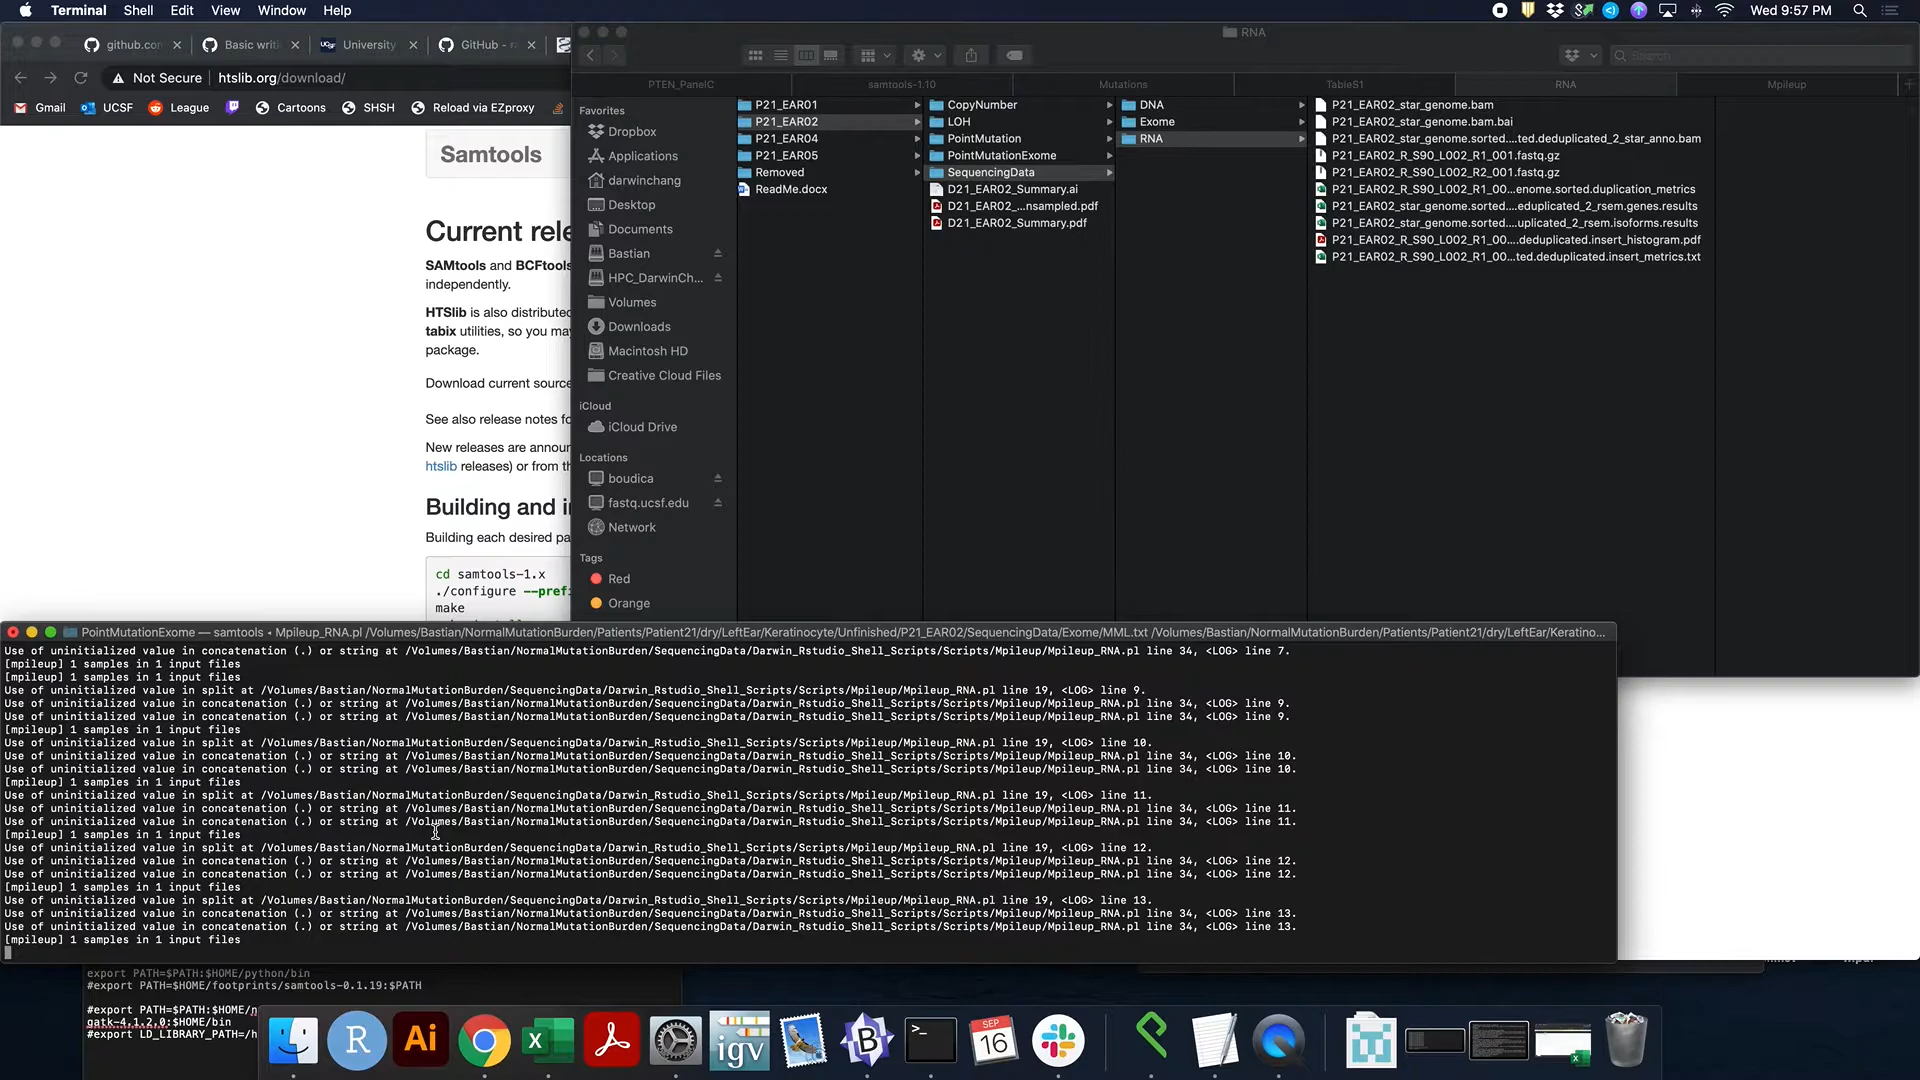 Terminal Shell Edit View Window Help
Wed 9:57 PM
github.com
Basic writi
University
GitHub - r
Not Secure htslib.org/download/
Gmail UCSF League Cartoons SHSH Reload via EZproxy
Samtools
Current rele
SAMtools and BCFtools
independently.
HTSlib is also distributed
tabix utilities, so you may
package.
Download current source
See also release notes fo
New releases are announ
htslib releases) or from th
Building and i
Building each desired pa
cd samtools-1.x
./configure --prefi
make
RNA
Search
PTEN_PanelC samtools-1.10 Mutations TableS1 RNA Mpileup
Favorites
Dropbox
Applications
darwinchang
Desktop
Documents
Bastian
HPC_DarwinCh...
Volumes
Downloads
Macintosh HD
Creative Cloud Files
iCloud
iCloud Drive
Locations
boudica
fastq.ucsf.edu
Network
Tags
Red
Orange
P21_EAR01
P21_EAR02
P21_EAR04
P21_EAR05
Removed
ReadMe.docx
CopyNumber
LOH
PointMutation
PointMutationExome
SequencingData
D21_EAR02_Summary.ai
D21_EAR02_...nsampled.pdf
D21_EAR02_Summary.pdf
DNA
Exome
RNA
P21_EAR02_star_genome.bam
P21_EAR02_star_genome.bam.bai
P21_EAR02_star_genome.sorted...ted.deduplicated_2_star_anno.bam
P21_EAR02_R_S90_L002_R1_001.fastq.gz
P21_EAR02_R_S90_L002_R2_001.fastq.gz
P21_EAR02_R_S90_L002_R1_00...enome.sorted.duplication_metrics
P21_EAR02_star_genome.sorted....eduplicated_2_rsem.genes.results
P21_EAR02_star_genome.sorted....uplicated_2_rsem.isoforms.results
P21_EAR02_R_S90_L002_R1_00...deduplicated.insert_histogram.pdf
P21_EAR02_R_S90_L002_R1_00...ted.deduplicated.insert_metrics.txt
PointMutationExome — samtools ◂ Mpileup_RNA.pl /Volumes/Bastian/NormalMutationBurden/Patients/Patient21/dry/LeftEar/Keratinocyte/Unfinished/P21_EAR02/SequencingData/Exome/MML.txt /Volumes/Bastian/NormalMutationBurden/Patients/Patient21/dry/LeftEar/Keratino...
Use of uninitialized value in concatenation (.) or string at /Volumes/Bastian/NormalMutationBurden/SequencingData/Darwin_Rstudio_Shell_Scripts/Scripts/Mpileup/Mpileup_RNA.pl line 34, <LOG> line 7.
[mpileup] 1 samples in 1 input files
[mpileup] 1 samples in 1 input files
Use of uninitialized value in split at /Volumes/Bastian/NormalMutationBurden/SequencingData/Darwin_Rstudio_Shell_Scripts/Scripts/Mpileup/Mpileup_RNA.pl line 19, <LOG> line 9.
Use of uninitialized value in concatenation (.) or string at /Volumes/Bastian/NormalMutationBurden/SequencingData/Darwin_Rstudio_Shell_Scripts/Scripts/Mpileup/Mpileup_RNA.pl line 34, <LOG> line 9.
Use of uninitialized value in concatenation (.) or string at /Volumes/Bastian/NormalMutationBurden/SequencingData/Darwin_Rstudio_Shell_Scripts/Scripts/Mpileup/Mpileup_RNA.pl line 34, <LOG> line 9.
[mpileup] 1 samples in 1 input files
Use of uninitialized value in split at /Volumes/Bastian/NormalMutationBurden/SequencingData/Darwin_Rstudio_Shell_Scripts/Scripts/Mpileup/Mpileup_RNA.pl line 19, <LOG> line 10.
Use of uninitialized value in concatenation (.) or string at /Volumes/Bastian/NormalMutationBurden/SequencingData/Darwin_Rstudio_Shell_Scripts/Scripts/Mpileup/Mpileup_RNA.pl line 34, <LOG> line 10.
Use of uninitialized value in concatenation (.) or string at /Volumes/Bastian/NormalMutationBurden/SequencingData/Darwin_Rstudio_Shell_Scripts/Scripts/Mpileup/Mpileup_RNA.pl line 34, <LOG> line 10.
[mpileup] 1 samples in 1 input files
Use of uninitialized value in split at /Volumes/Bastian/NormalMutationBurden/SequencingData/Darwin_Rstudio_Shell_Scripts/Scripts/Mpileup/Mpileup_RNA.pl line 19, <LOG> line 11.
Use of uninitialized value in concatenation (.) or string at /Volumes/Bastian/NormalMutationBurden/SequencingData/Darwin_Rstudio_Shell_Scripts/Scripts/Mpileup/Mpileup_RNA.pl line 34, <LOG> line 11.
Use of uninitialized value in concatenation (.) or string at /Volumes/Bastian/NormalMutationBurden/SequencingData/Darwin_Rstudio_Shell_Scripts/Scripts/Mpileup/Mpileup_RNA.pl line 34, <LOG> line 11.
[mpileup] 1 samples in 1 input files
Use of uninitialized value in split at /Volumes/Bastian/NormalMutationBurden/SequencingData/Darwin_Rstudio_Shell_Scripts/Scripts/Mpileup/Mpileup_RNA.pl line 19, <LOG> line 12.
Use of uninitialized value in concatenation (.) or string at /Volumes/Bastian/NormalMutationBurden/SequencingData/Darwin_Rstudio_Shell_Scripts/Scripts/Mpileup/Mpileup_RNA.pl line 34, <LOG> line 12.
Use of uninitialized value in concatenation (.) or string at /Volumes/Bastian/NormalMutationBurden/SequencingData/Darwin_Rstudio_Shell_Scripts/Scripts/Mpileup/Mpileup_RNA.pl line 34, <LOG> line 12.
[mpileup] 1 samples in 1 input files
Use of uninitialized value in split at /Volumes/Bastian/NormalMutationBurden/SequencingData/Darwin_Rstudio_Shell_Scripts/Scripts/Mpileup/Mpileup_RNA.pl line 19, <LOG> line 13.
Use of uninitialized value in concatenation (.) or string at /Volumes/Bastian/NormalMutationBurden/SequencingData/Darwin_Rstudio_Shell_Scripts/Scripts/Mpileup/Mpileup_RNA.pl line 34, <LOG> line 13.
Use of uninitialized value in concatenation (.) or string at /Volumes/Bastian/NormalMutationBurden/SequencingData/Darwin_Rstudio_Shell_Scripts/Scripts/Mpileup/Mpileup_RNA.pl line 34, <LOG> line 13.
[mpileup] 1 samples in 1 input files
export PATH=$PATH:$HOME/python/bin
#export PATH=$HOME/footprints/samtools-0.1.19:$PATH
#export PATH=$PATH:$HOME/
gatk-4.1.2.0:$HOME/bin
#export LD_LIBRARY_PATH=/h
R
Ai
X
igv
B
>_
SEP
16